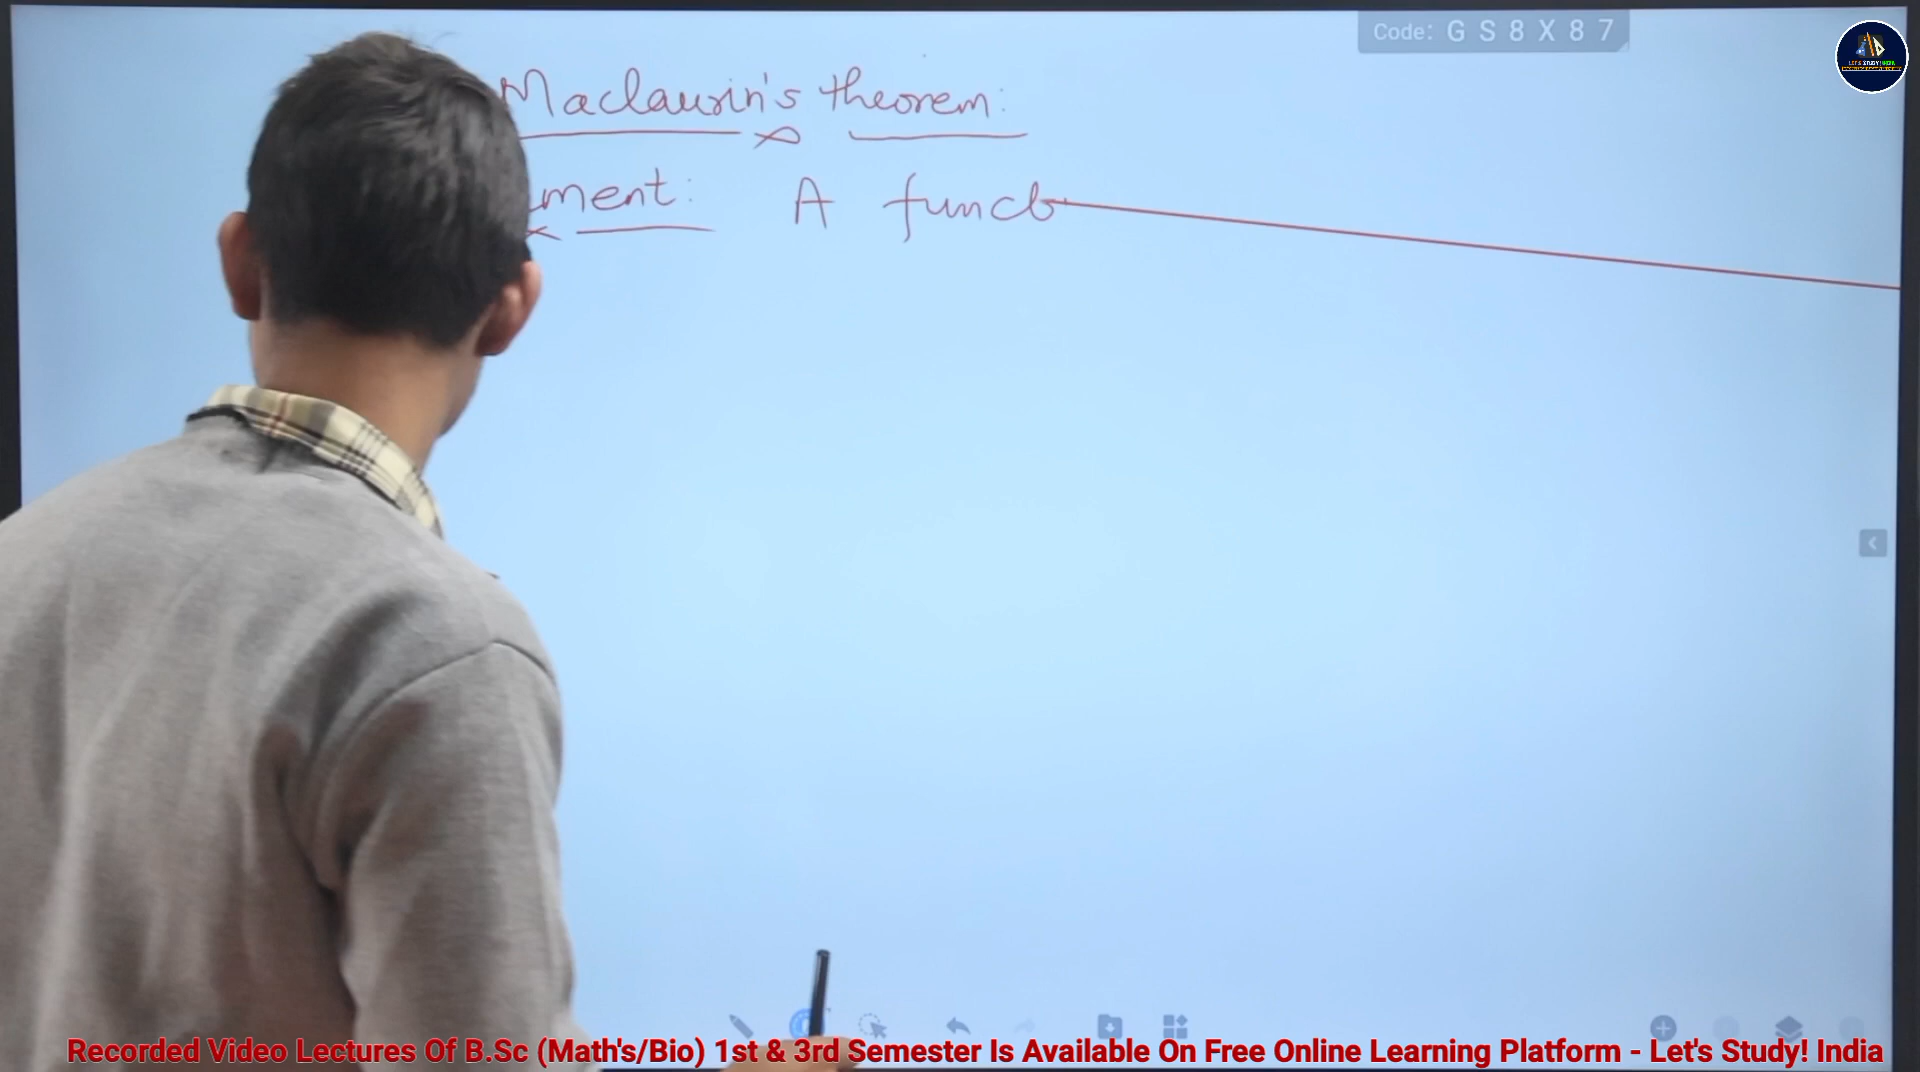 Code: G S 8 X 8 7
Maclaurin's theorem:
ment: A funct
Recorded Video Lectures Of B.Sc (Math's/Bio) 1st & 3rd Semester Is Available On Free Online Learning Platform - Let's Study! India